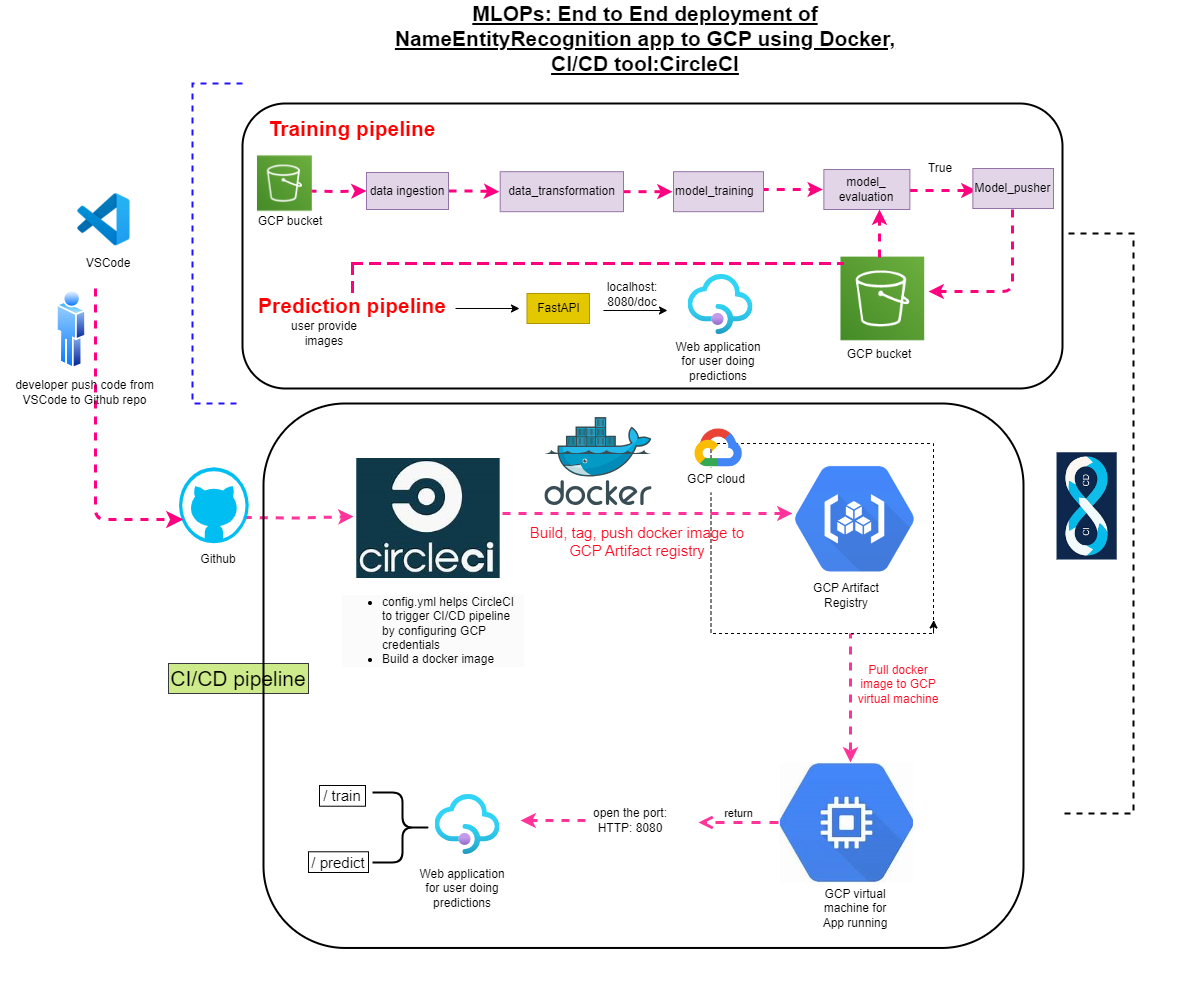 MLOPs: End to End deployment of
NameEntityRecognition app to GCP using Docker,
CI/CD tool:CircleCI
Training pipeline
GCP bucket
data ingestion
data_transformation
model_training
model_
evaluation
True
Model_pusher
VSCode
developer push code from
VSCode to Github repo
Prediction pipeline
user provide
images
FastAPI
localhost:
8080/doc
Web application
for user doing
predictions
GCP bucket
Github
circleci
docker
GCP cloud
Build, tag, push docker image to
GCP Artifact registry
GCP Artifact
Registry
CI
CD
config.yml helps CircleCI
to trigger CI/CD pipeline
by configuring GCP
credentials
Build a docker image
CI/CD pipeline
Pull docker
image to GCP
virtual machine
/ train
/ predict
Web application
for user doing
predictions
open the port:
HTTP: 8080
return
GCP virtual
machine for
App running